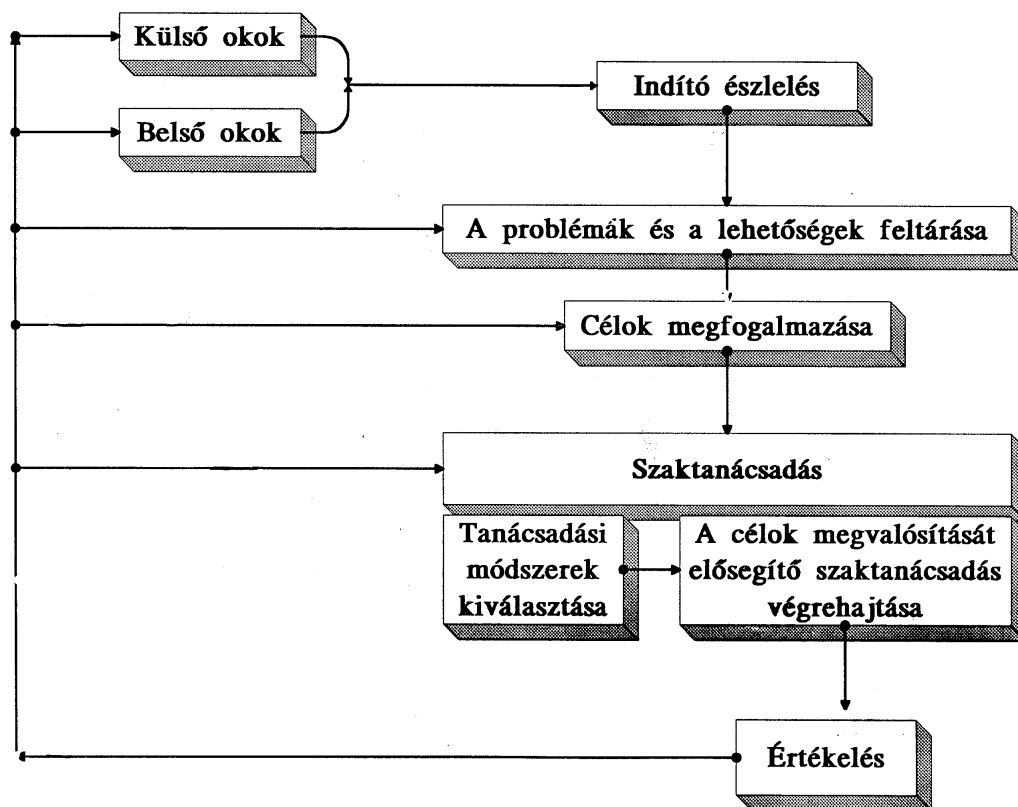 Külső okok
Indító észlelés
Belső okok
A problémák és a lehetőségek feltárása
Célok megfogalmazása
Szaktanácsadás
Tanácsadási
módszerek
kiválasztása
A célok megvalósítását
elősegítő szaktanácsadás
végrehajtása
Értékelés